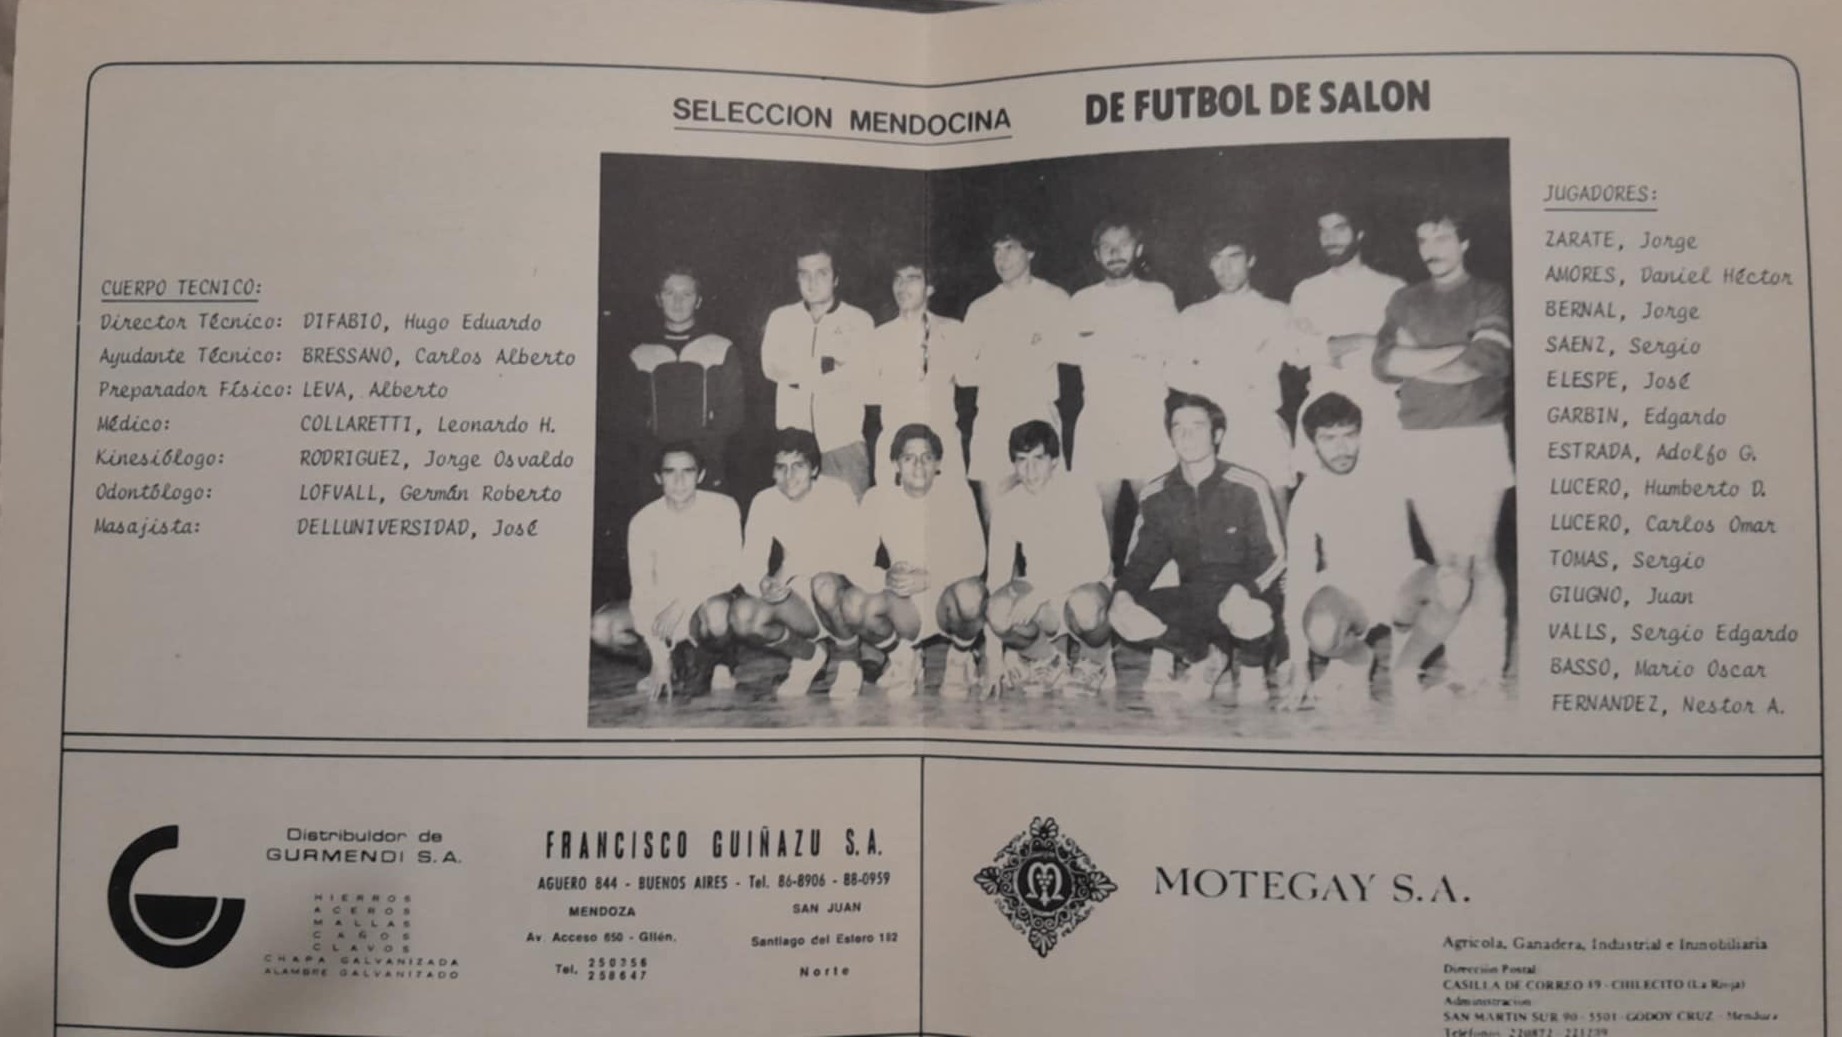 SELECCION MENDOCINA DE FUTBOL DE SALON
CUERPO TECNICO:
Director Técnico: DIFABIO, Hugo Eduardo
Ayudante Técnico: BRESSANO, Carlos Alberto
Preparador Físico: LEVA, Alberto
Médico: COLLARETTI, Leonardo H.
Kinesiólogo: RODRIGUEZ, Jorge Osvaldo
Odontólogo: LOFVALL, Germán Roberto
Masajista: DELLUNIVERSIDAD, José
JUGADORES:
ZARATE, Jorge
AMORES, Daniel Héctor
BERNAL, Jorge
SAENZ, Sergio
ELESPE, José
GARBIN, Edgardo
ESTRADA, Adolfo G.
LUCERO, Humberto D.
LUCERO, Carlos Omar
TOMAS, Sergio
GIUGNO, Juan
VALLS, Sergio Edgardo
BASSO, Mario Oscar
FERNANDEZ, Nestor A.
Distribuidor de
GURMENDI S.A.
HIERROS
ACEROS
MALLAS
CAÑOS
CLAVOS
CHAPA GALVANIZADA
ALAMBRE GALVANIZADO
FRANCISCO GUIÑAZU S.A.
AGUERO 844 - BUENOS AIRES - Tel. 86-8906 - 88-0959
MENDOZA
Av. Acceso 650 - Gllén.
Tel. 250356
258647
SAN JUAN
Santiago del Estero 182
Norte
M
MOTEGAY S.A.
Agricola, Ganadera, Industrial e Inmobiliaria
Dirección Postal
CASILLA DE CORREO 19 - CHILECITO (La Rioja)
Administracion
SAN MARTIN SUR 90 - 5501 - GODOY CRUZ - Mendoza
Teléfonos